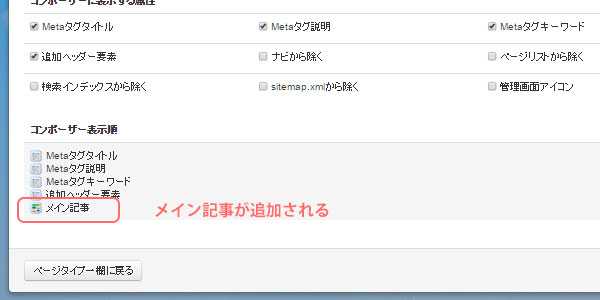 コンポーザーに表示する属性
Metaタグタイトル Metaタグ説明 Metaタグキーワード
追加ヘッダー要素 ナビから除く ページリストから除く
検索インデックスから除く sitemap.xmlから除く 管理画面アイコン
コンポーザー表示順
Metaタグタイトル
Metaタグ説明
Metaタグキーワード
追加ヘッダー要素
メイン記事 メイン記事が追加される
ページタイプ一覧に戻る